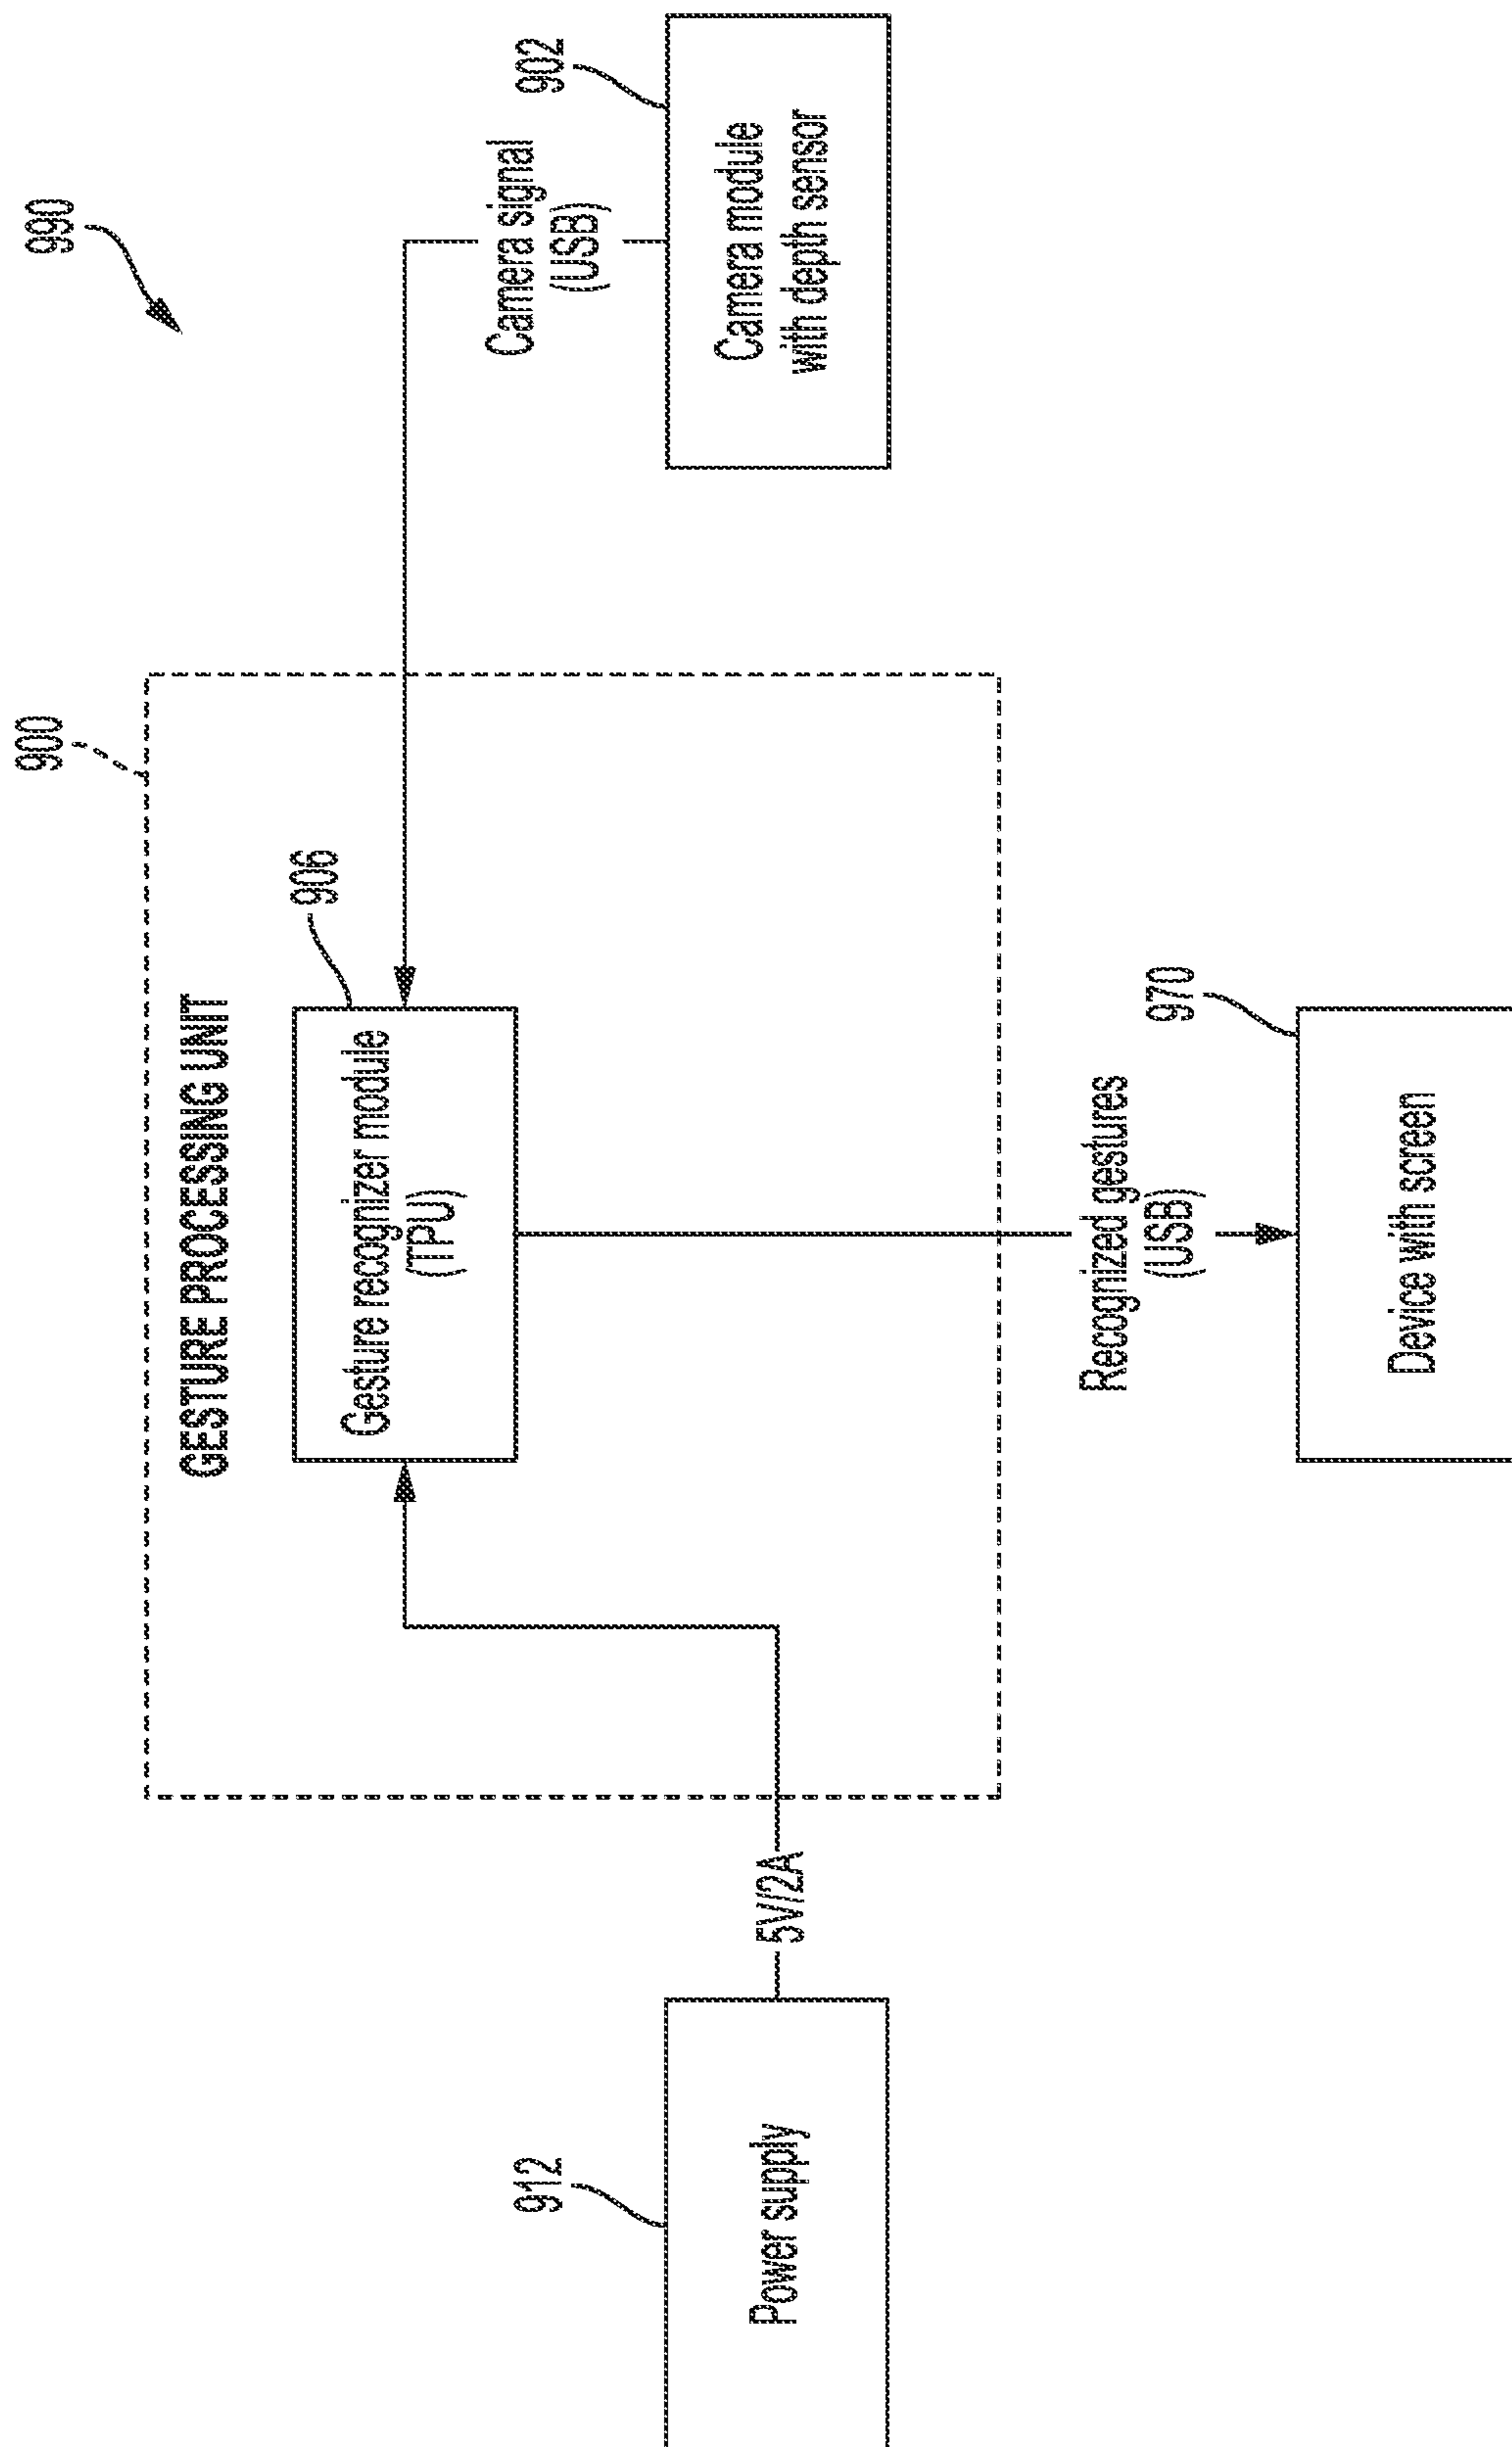 990
900
GESTURE PROCESSING UNIT
906
Gesture recognizer module
(TPU)
902
Camera signal
(USB)
Camera module
with depth sensor
912
Power supply
5V/2A
Recognized gestures
(USB)
970
Device with screen